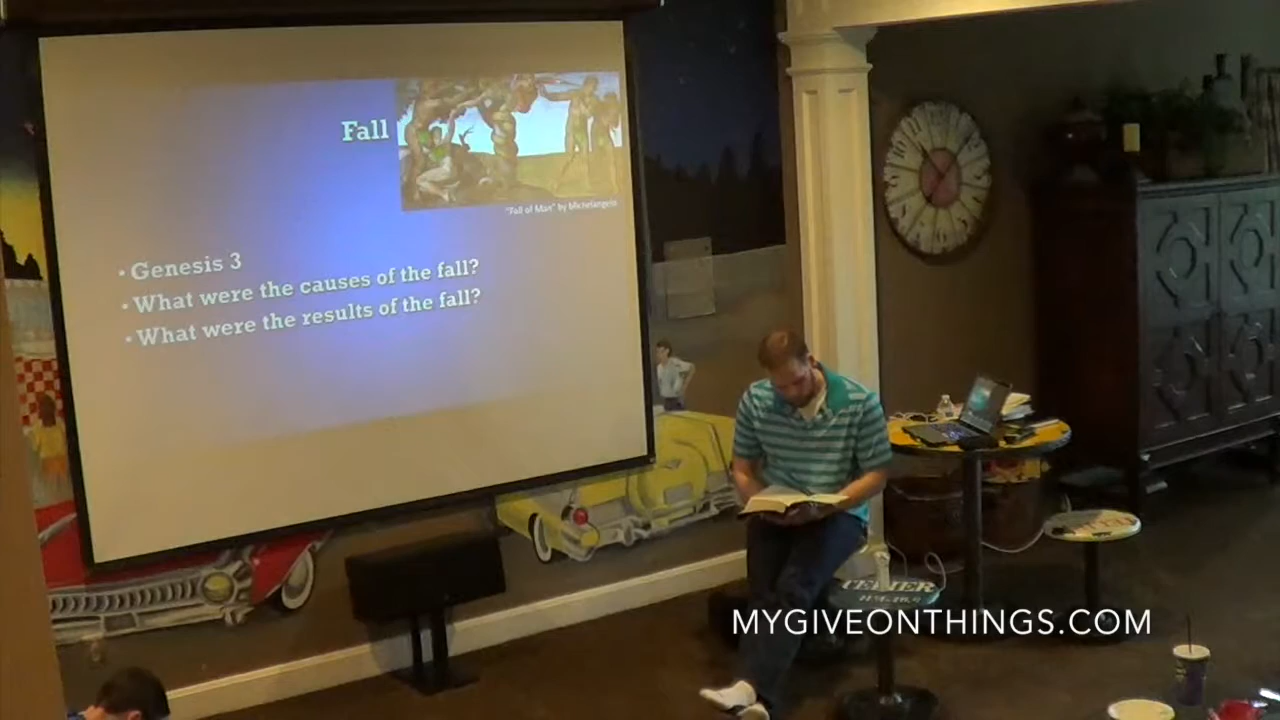 Fall
"Fall of Man" by Michelangelo
• Genesis 3
• What were the causes of the fall?
• What were the results of the fall?
MYGIVEONTHINGS.COM